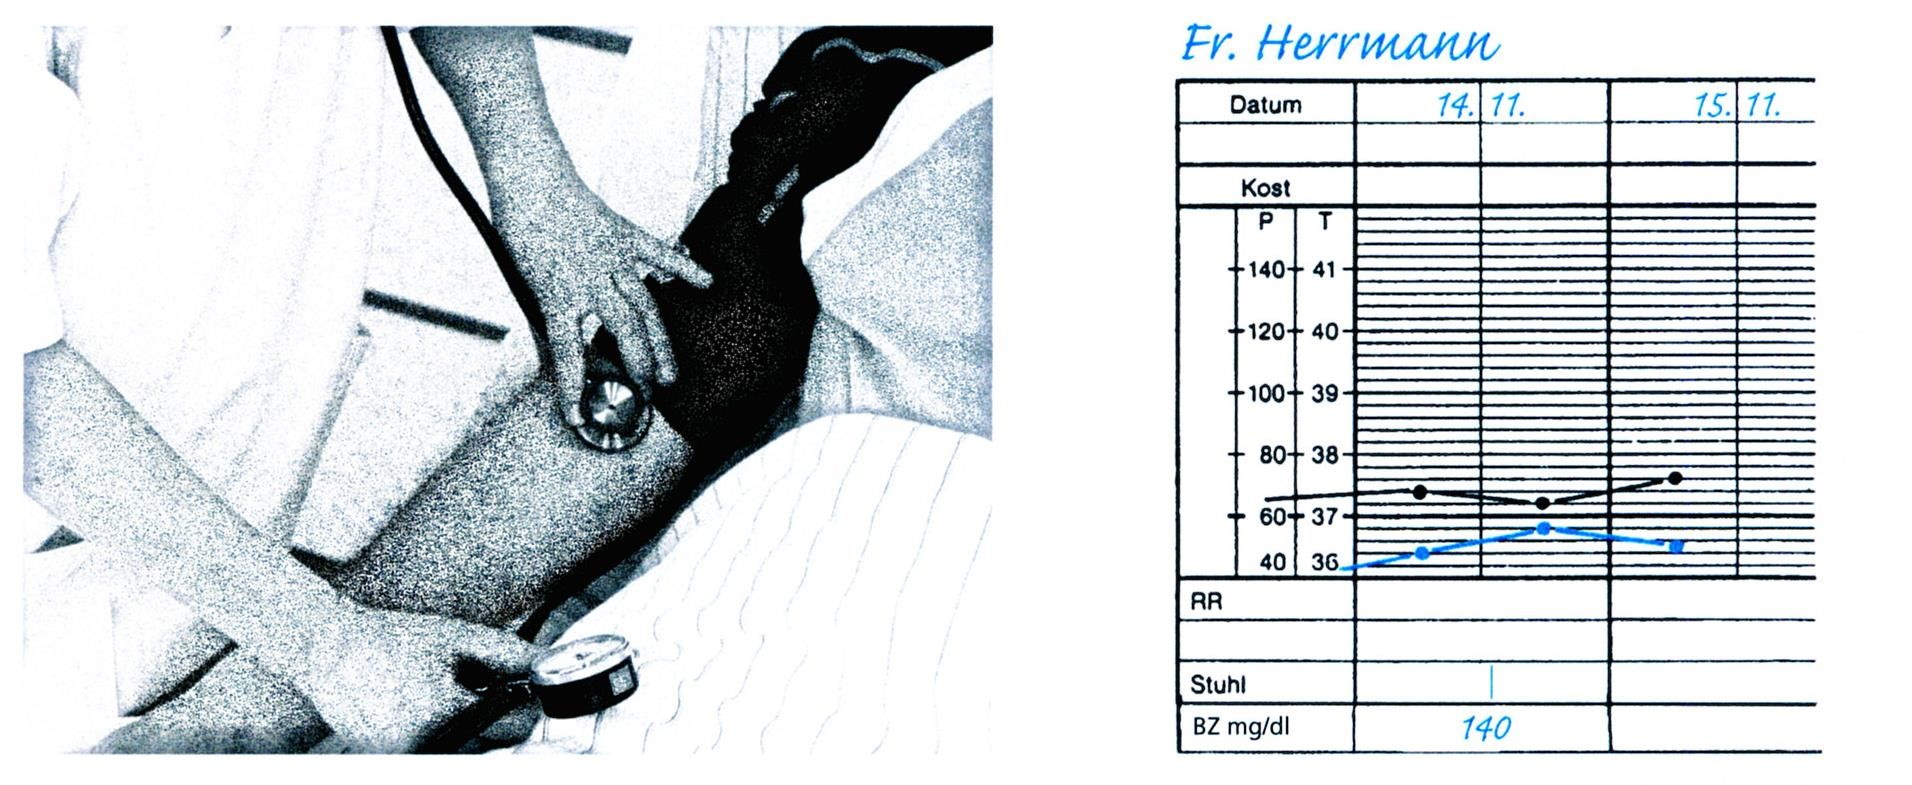 Fr. Herrmann
Datum 14. 11. 15. 11.
Kost
P T
140 41
120 40
100 39
80 38
60 37
40 36
RR
Stuhl |
BZ mg/dl 140